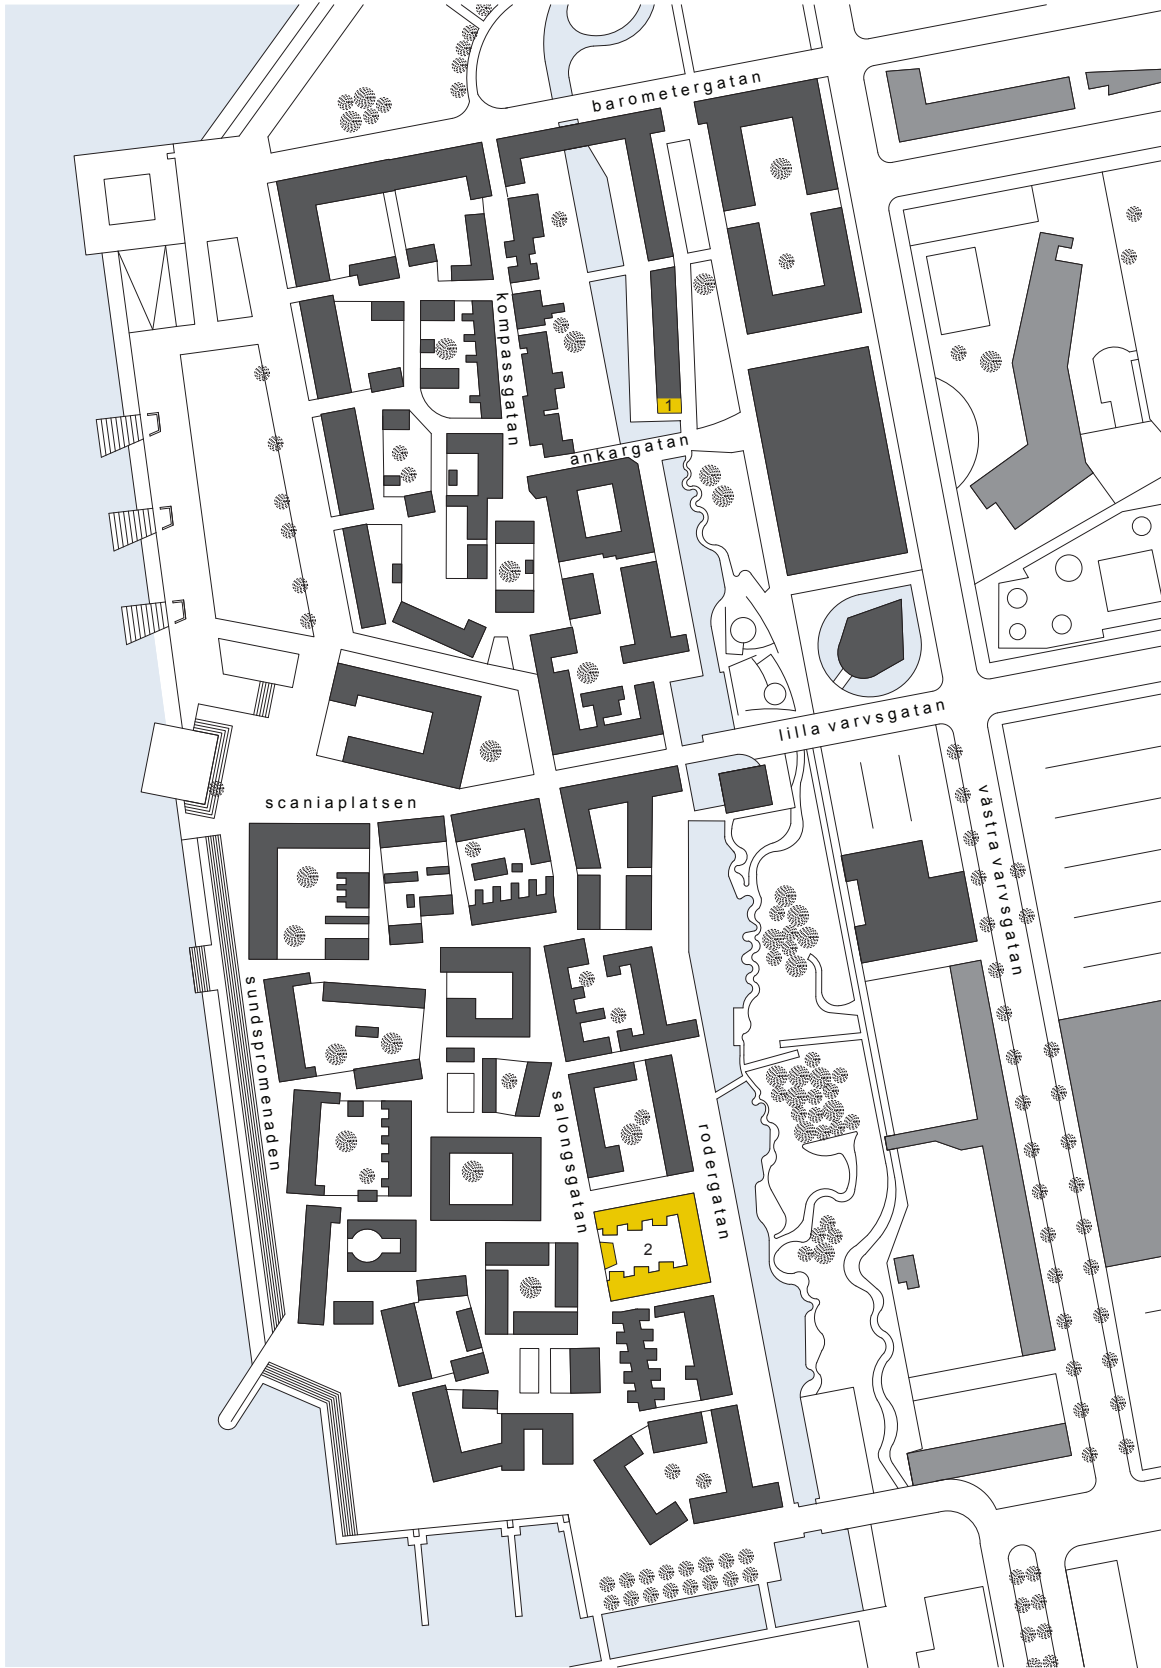 barometergatan
kompassgatan
1
ankargatan
lilla varvsgatan
scaniaplatsen
västra varvsgatan
sundspromenaden
salongsgatan
rodergatan
2